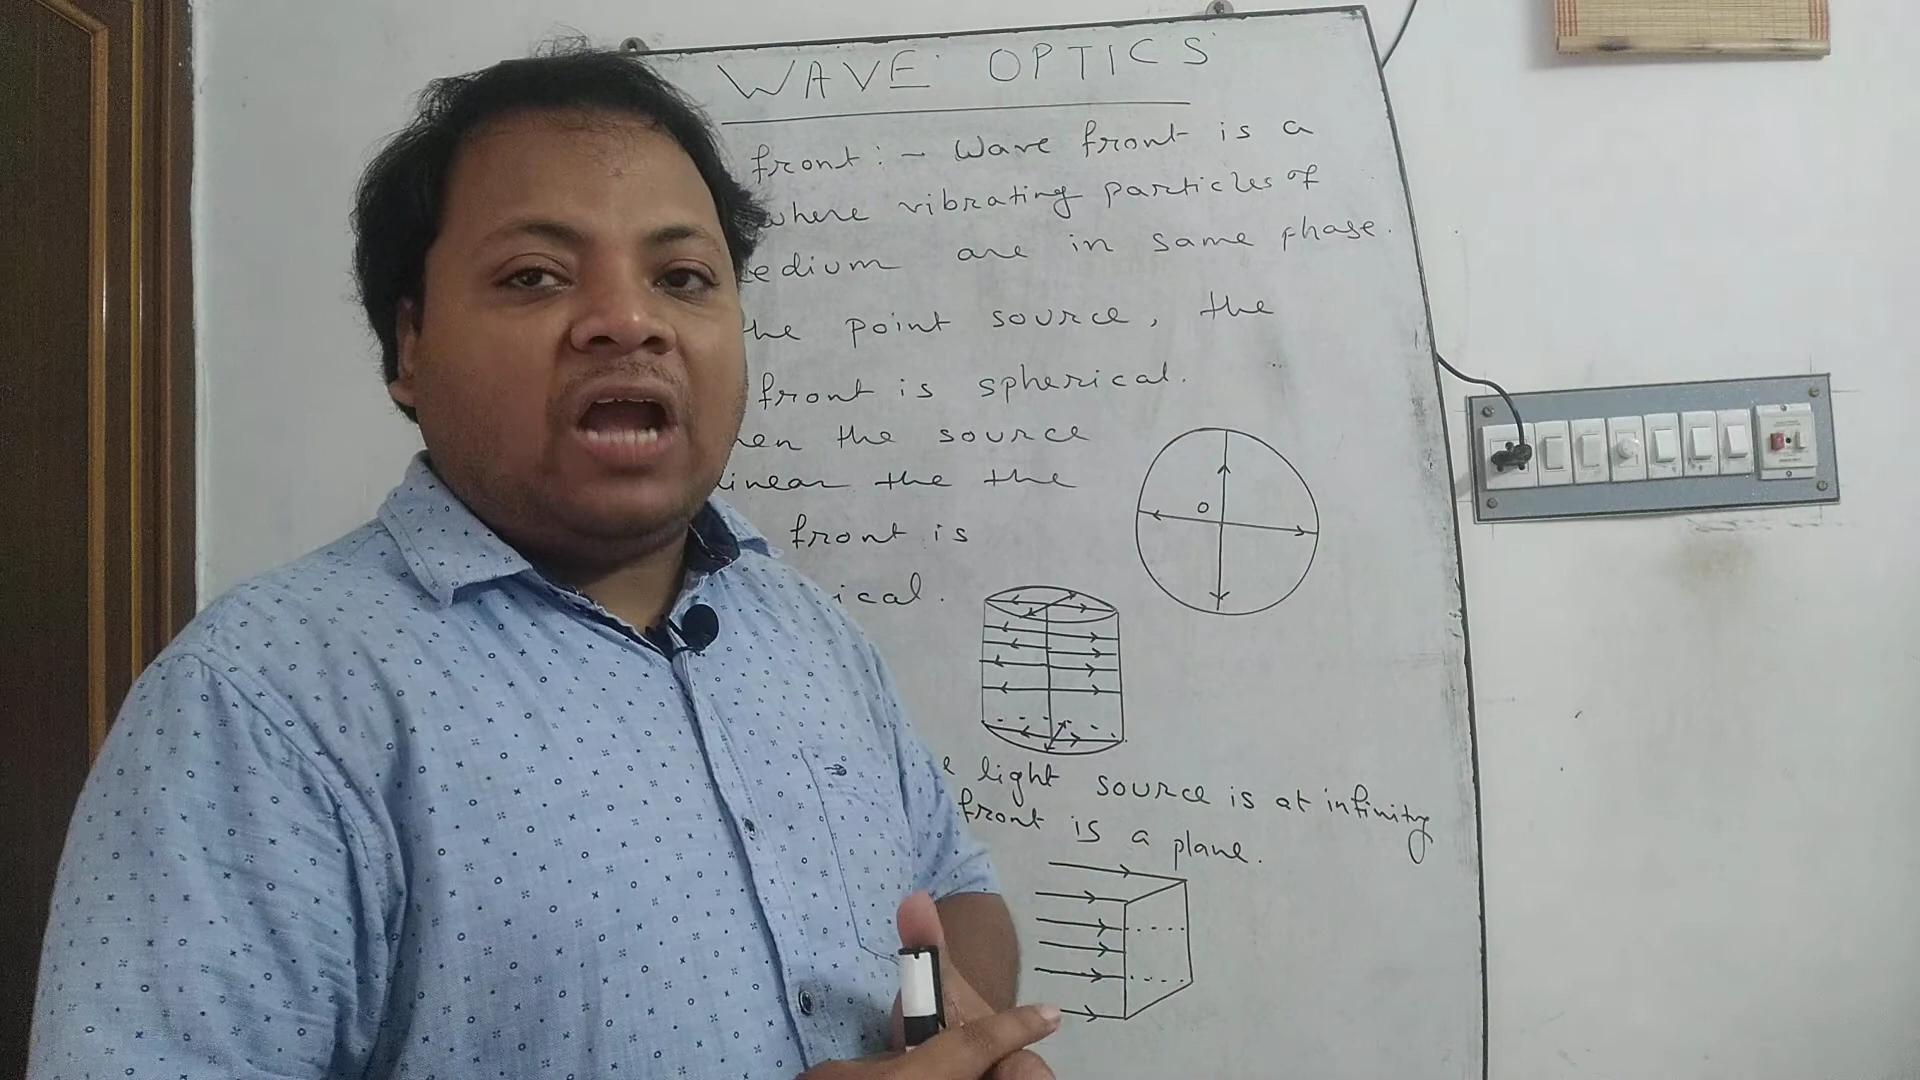 WAVE OPTICS
front : - Wave front is a
where vibrating particles of
edium are in same phase.
he point source, the
front is spherical.
hen the source
linear the the
front is
ical.
O
e light source is at infinity
front is a plane.